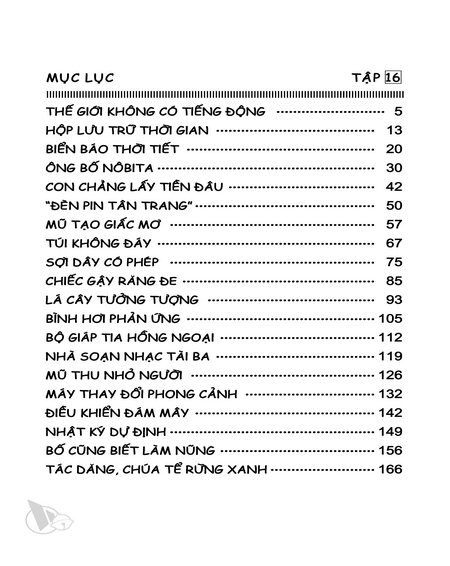 MỤC LỤC TẬP 16
THẾ GIỚI KHÔNG CÓ TIẾNG ĐỘNG 5
HỘP LƯU TRỮ THỜI GIAN 13
BIỂN BÁO THỜI TIẾT 20
ÔNG BỐ NÔBITA 30
CON CHẲNG LẤY TIỀN ĐÂU 42
“ĐÈN PIN TÂN TRANG” 50
MŨ TẠO GIẤC MƠ 57
TÚI KHÔNG ĐÁY 67
SỢI DÂY CÓ PHÉP 75
CHIẾC GẬY RĂNG ĐE 85
LÁ CÂY TƯỞNG TƯỢNG 93
BÌNH HƠI PHẢN ỨNG 105
BỘ GIÁP TIA HỒNG NGOẠI 112
NHÀ SOẠN NHẠC TÀI BA 119
MŨ THU NHỎ NGƯỜI 126
MÁY THAY ĐỔI PHONG CẢNH 132
ĐIỀU KHIỂN ĐÁM MÂY 142
NHẬT KÝ DỰ ĐỊNH 149
BỐ CŨNG BIẾT LÀM NŨNG 156
TẮC DĂNG, CHÚA TỂ RỪNG XANH 166